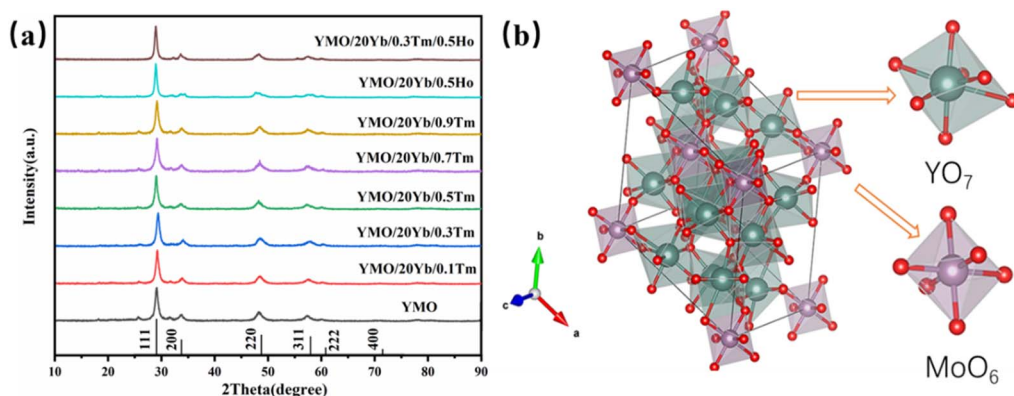 (a)
YMO/20Yb/0.3Tm/0.5Ho
YMO/20Yb/0.5Ho
YMO/20Yb/0.9Tm
YMO/20Yb/0.7Tm
YMO/20Yb/0.5Tm
YMO/20Yb/0.3Tm
YMO/20Yb/0.1Tm
YMO
111
200
220
311
222
400
10 20 30 40 50 60 70 80 90
2Theta(degree)
Intensity(a.u.)
(b)
YO₇
MoO₆
b
c
a